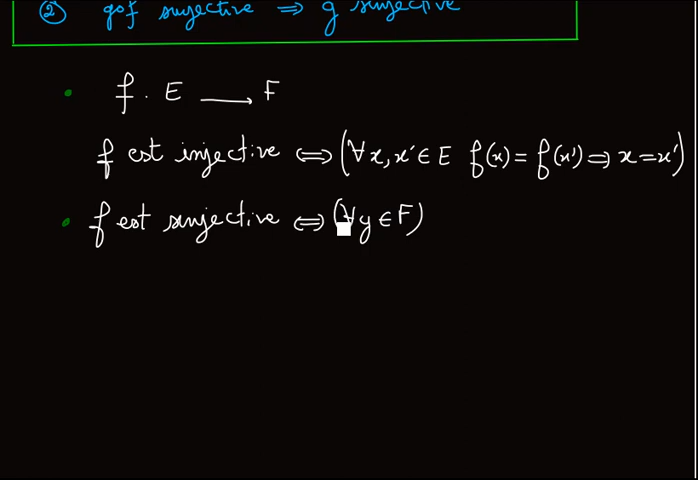 ② gof surjective ⟹ g surjective
• f . E ⟶ F
f est injective ⟺ (∀x, x' ∈ E f(x) = f(x') ⟹ x = x')
• f est surjective ⟺ (∀y ∈ F)